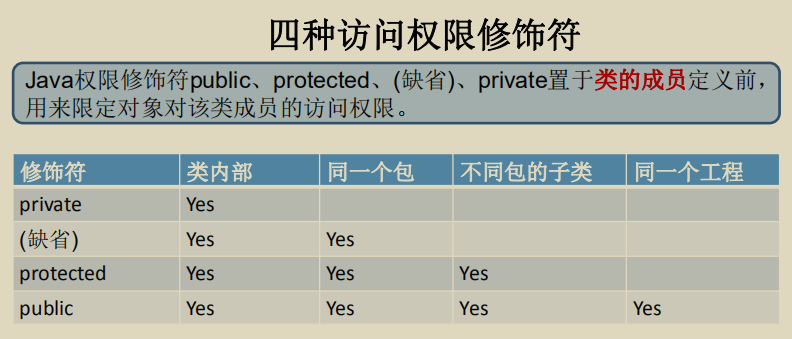 四种访问权限修饰符
Java权限修饰符public、protected、(缺省)、private置于类的成员定义前，
用来限定对象对该类成员的访问权限。
修饰符 类内部 同一个包 不同包的子类 同一个工程
private Yes
(缺省) Yes Yes
protected Yes Yes Yes
public Yes Yes Yes Yes